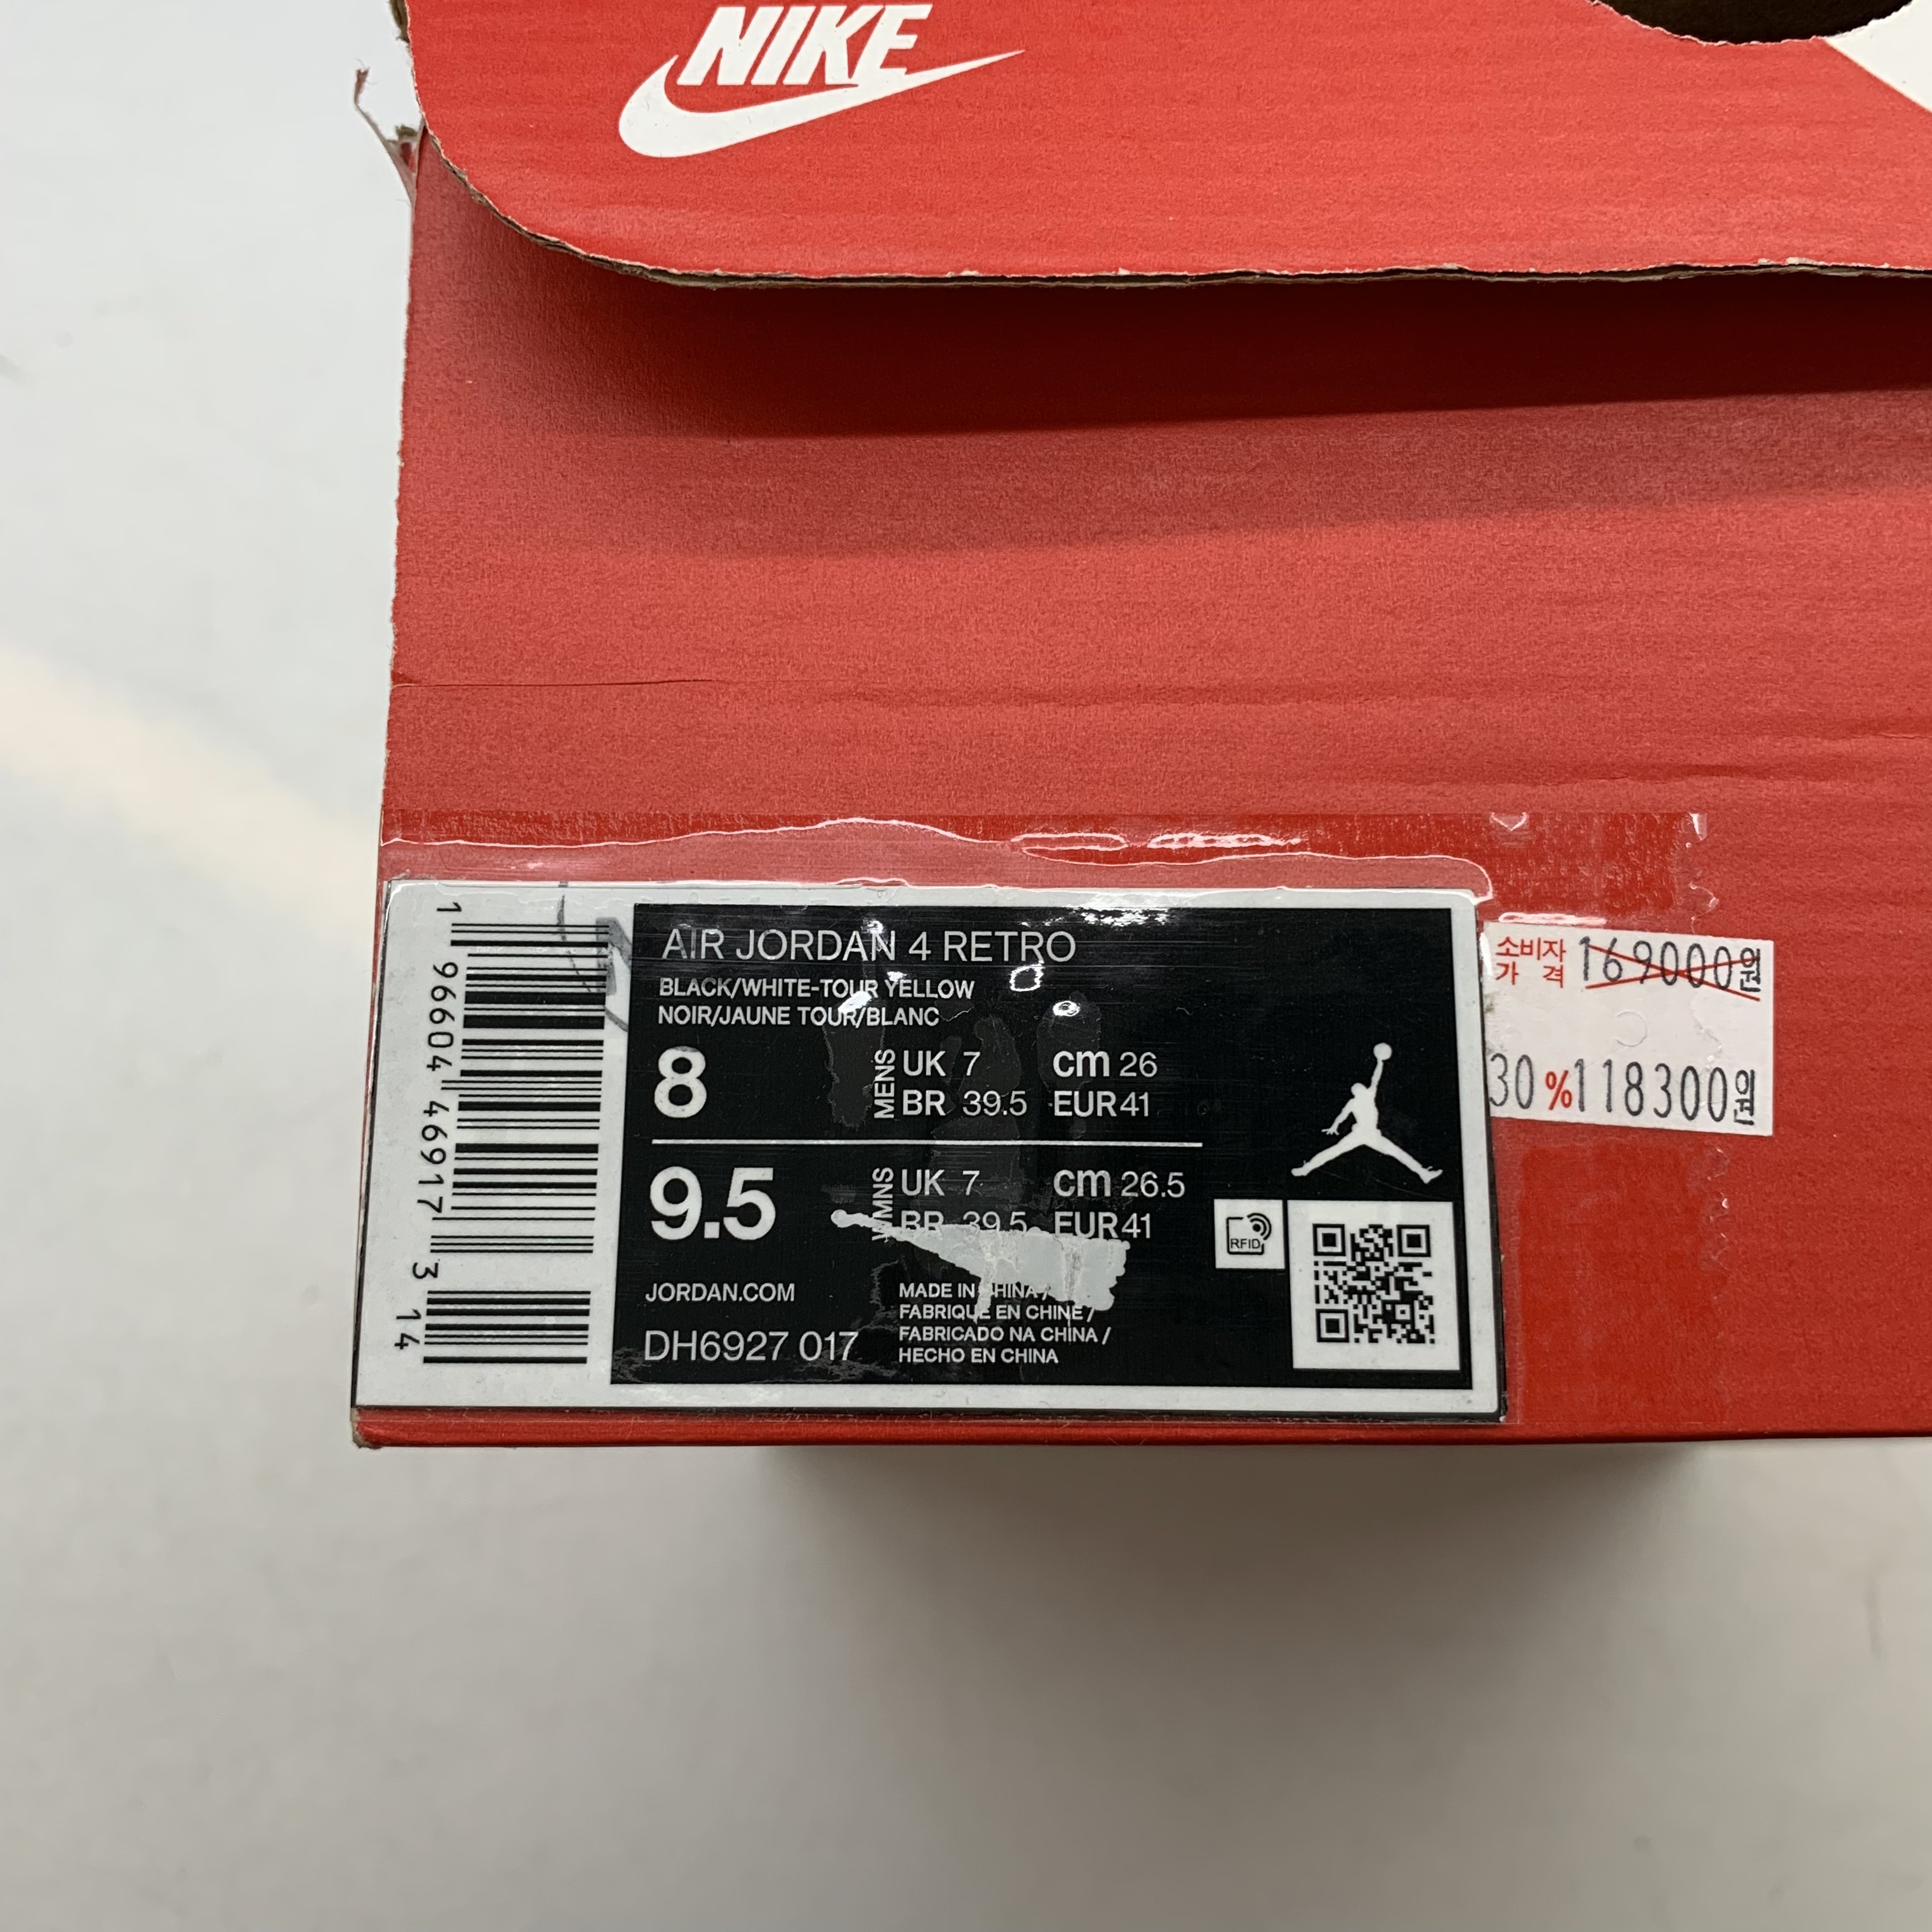 NIKE
AIR JORDAN 4 RETRO
BLACK/WHITE-TOUR YELLOW
NOIR/JAUNE TOUR/BLANC
8 MENS UK 7 cm 26
BR 39.5 EUR 41
9.5 WMNS UK 7 cm 26.5
BR 39.5 EUR 41
RFID
JORDAN.COM
DH6927 017
MADE IN CHINA /
FABRIQUE EN CHINE /
FABRICADO NA CHINA /
HECHO EN CHINA
1 96604 46917 3 14
소비자
가 격 169000원
30%118300원